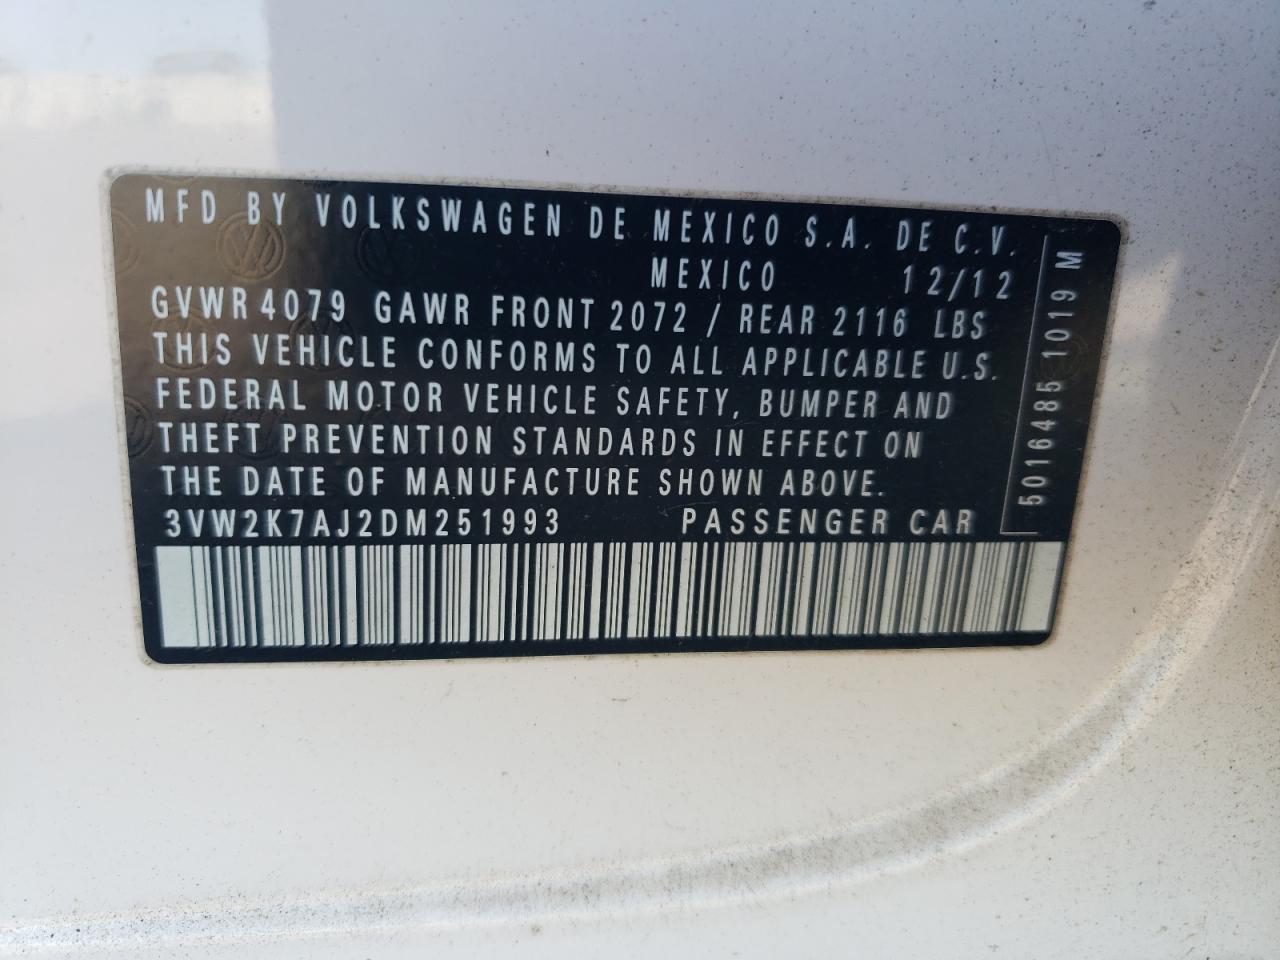 MFD BY VOLKSWAGEN DE MEXICO S.A. DE C.V.
MEXICO 12/12
GVWR 4079 GAWR FRONT 2072 / REAR 2116 LBS
THIS VEHICLE CONFORMS TO ALL APPLICABLE U.S.
FEDERAL MOTOR VEHICLE SAFETY, BUMPER AND
THEFT PREVENTION STANDARDS IN EFFECT ON
THE DATE OF MANUFACTURE SHOWN ABOVE.
3VW2K7AJ2DM251993 PASSENGER CAR
5016485 1019 M